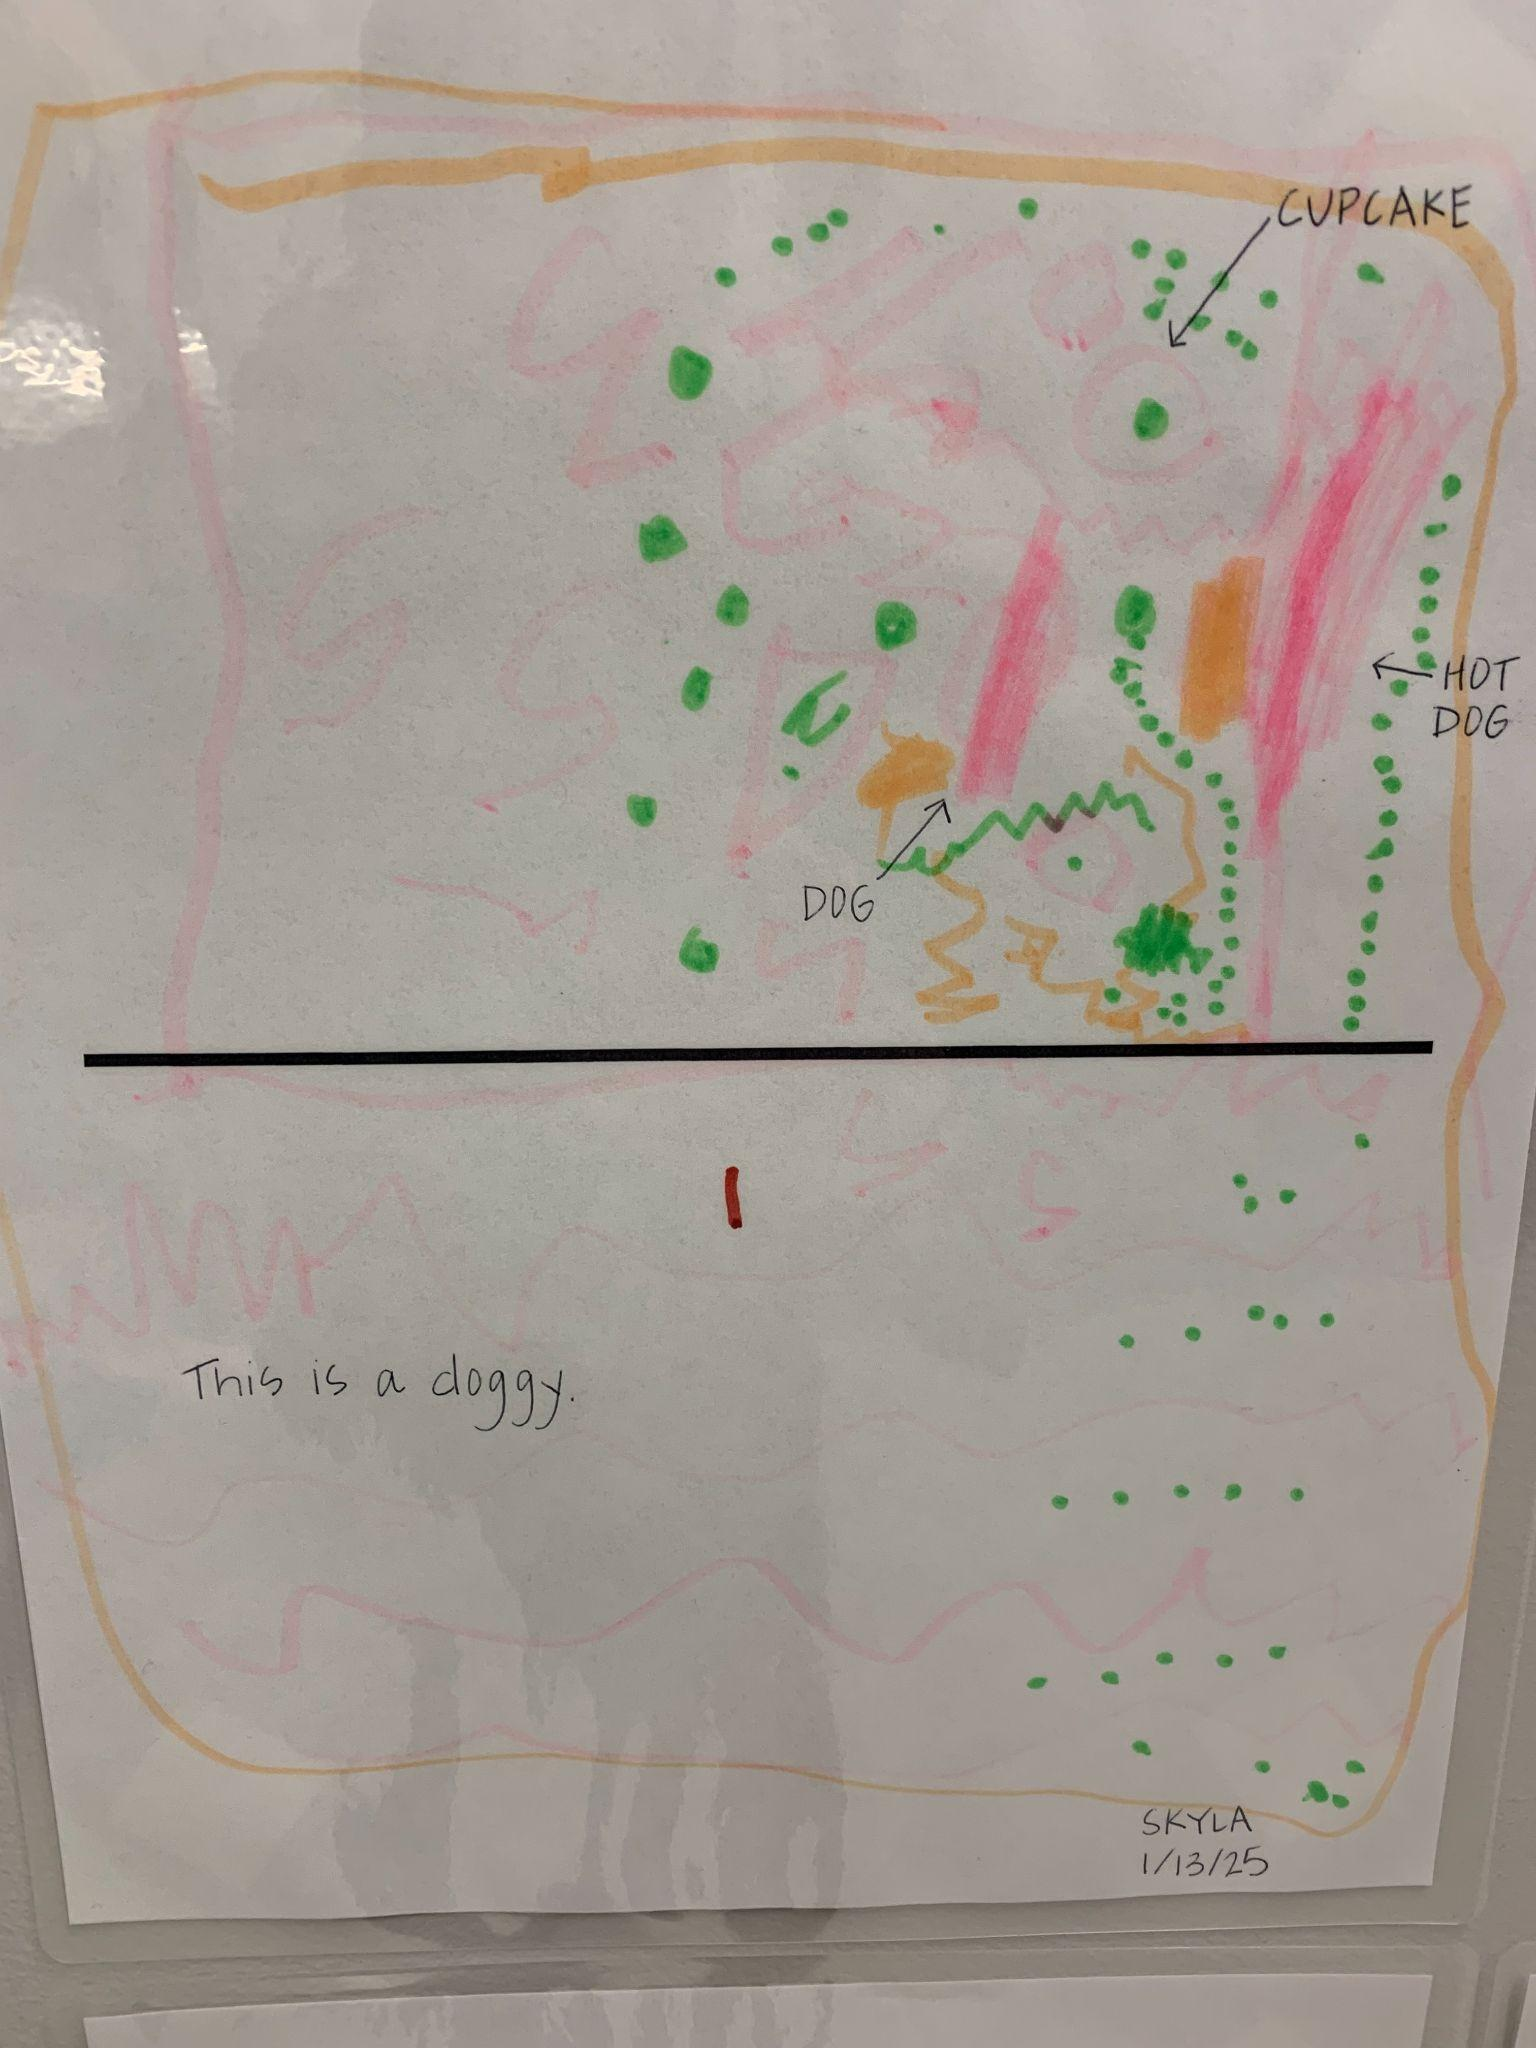 CUPCAKE
HOT
DOG
DOG
This is a doggy.
SKYLA
1/13/25